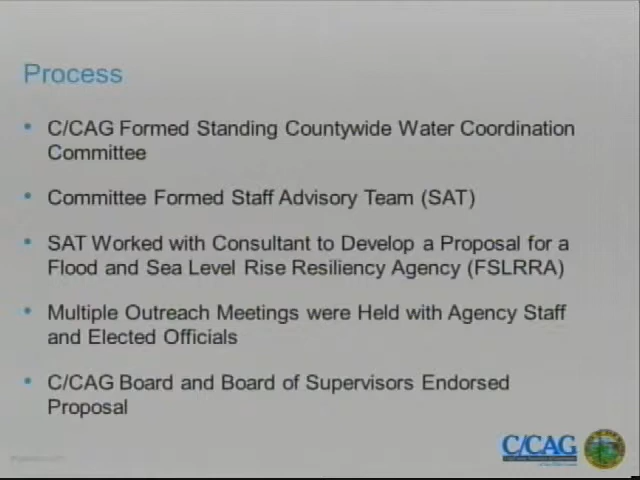 Process
• C/CAG Formed Standing Countywide Water Coordination
Committee
• Committee Formed Staff Advisory Team (SAT)
• SAT Worked with Consultant to Develop a Proposal for a
Flood and Sea Level Rise Resiliency Agency (FSLRRA)
• Multiple Outreach Meetings were Held with Agency Staff
and Elected Officials
• C/CAG Board and Board of Supervisors Endorsed
Proposal
C/CAG